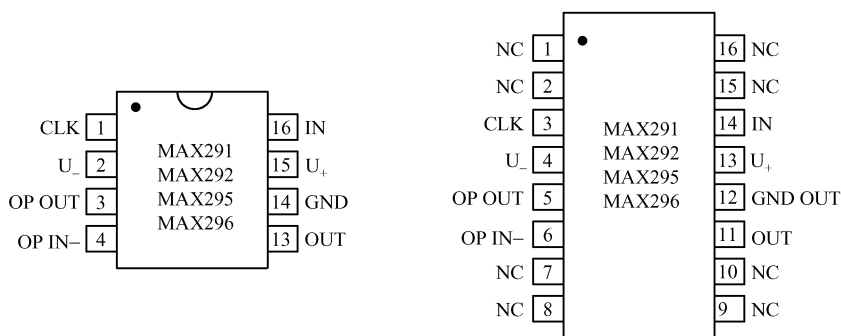 CLK 1 16 IN
U_ 2 15 U+
OP OUT 3 14 GND
OP IN– 4 13 OUT
MAX291
MAX292
MAX295
MAX296
NC 1 16 NC
NC 2 15 NC
CLK 3 14 IN
U_ 4 13 U+
OP OUT 5 12 GND OUT
OP IN– 6 11 OUT
NC 7 10 NC
NC 8 9 NC
MAX291
MAX292
MAX295
MAX296